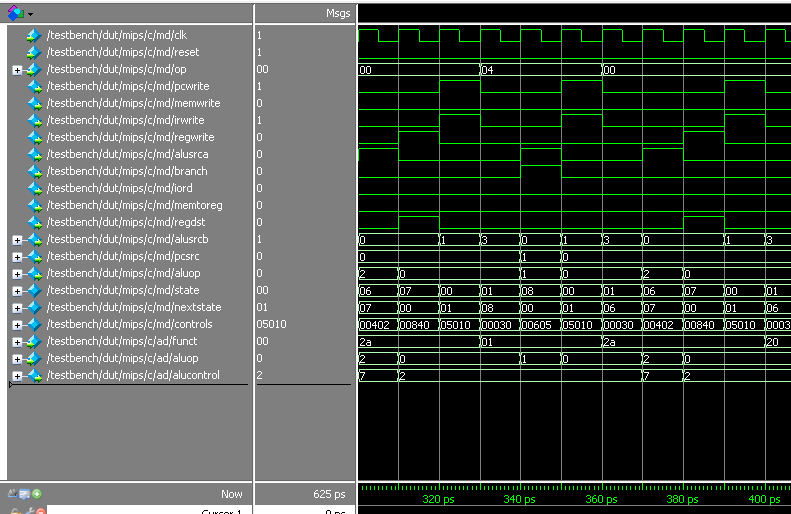 Msgs
/testbench/dut/mips/c/md/clk 1
/testbench/dut/mips/c/md/reset 1
/testbench/dut/mips/c/md/op 00 00 04 00
/testbench/dut/mips/c/md/pcwrite 1
/testbench/dut/mips/c/md/memwrite 0
/testbench/dut/mips/c/md/irwrite 1
/testbench/dut/mips/c/md/regwrite 0
/testbench/dut/mips/c/md/alusrca 0
/testbench/dut/mips/c/md/branch 0
/testbench/dut/mips/c/md/iord 0
/testbench/dut/mips/c/md/memtoreg 0
/testbench/dut/mips/c/md/regdst 0
/testbench/dut/mips/c/md/alusrcb 1 0 1 3 0 1 3 0 1 3
/testbench/dut/mips/c/md/pcsrc 0 0 1 0
/testbench/dut/mips/c/md/aluop 0 2 0 1 0 2 0
/testbench/dut/mips/c/md/state 00 06 07 00 01 08 00 01 06 07 00 01
/testbench/dut/mips/c/md/nextstate 01 07 00 01 08 00 01 06 07 00 01 06
/testbench/dut/mips/c/md/controls 05010 00402 00840 05010 00030 00605 05010 00030 00402 00840 05010 0003
/testbench/dut/mips/c/ad/funct 00 2a 01 2a 20
/testbench/dut/mips/c/ad/aluop 0 2 0 1 0 2 0
/testbench/dut/mips/c/ad/alucontrol 2 7 2 7 2
Now 625 ps 320 ps 340 ps 360 ps 380 ps 400 ps
Cursor 1 0 ps